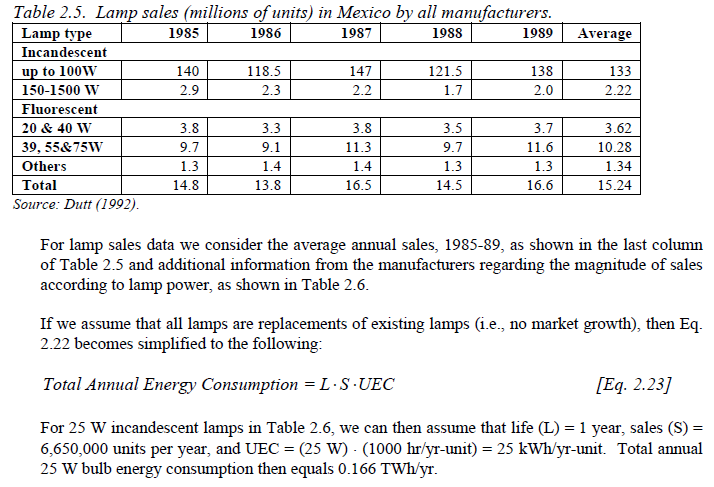 Table 2.5. Lamp sales (millions of units) in Mexico by all manufacturers.
Lamp type 1985 1986 1987 1988 1989 Average
Incandescent
up to 100W 140 118.5 147 121.5 138 133
150-1500 W 2.9 2.3 2.2 1.7 2.0 2.22
Fluorescent
20 & 40 W 3.8 3.3 3.8 3.5 3.7 3.62
39, 55&75W 9.7 9.1 11.3 9.7 11.6 10.28
Others 1.3 1.4 1.4 1.3 1.3 1.34
Total 14.8 13.8 16.5 14.5 16.6 15.24
Source: Dutt (1992).
For lamp sales data we consider the average annual sales, 1985-89, as shown in the last column
of Table 2.5 and additional information from the manufacturers regarding the magnitude of sales
according to lamp power, as shown in Table 2.6.
If we assume that all lamps are replacements of existing lamps (i.e., no market growth), then Eq.
2.22 becomes simplified to the following:
Total Annual Energy Consumption = L · S · UEC [Eq. 2.23]
For 25 W incandescent lamps in Table 2.6, we can then assume that life (L) = 1 year, sales (S) =
6,650,000 units per year, and UEC = (25 W) · (1000 hr/yr-unit) = 25 kWh/yr-unit. Total annual
25 W bulb energy consumption then equals 0.166 TWh/yr.